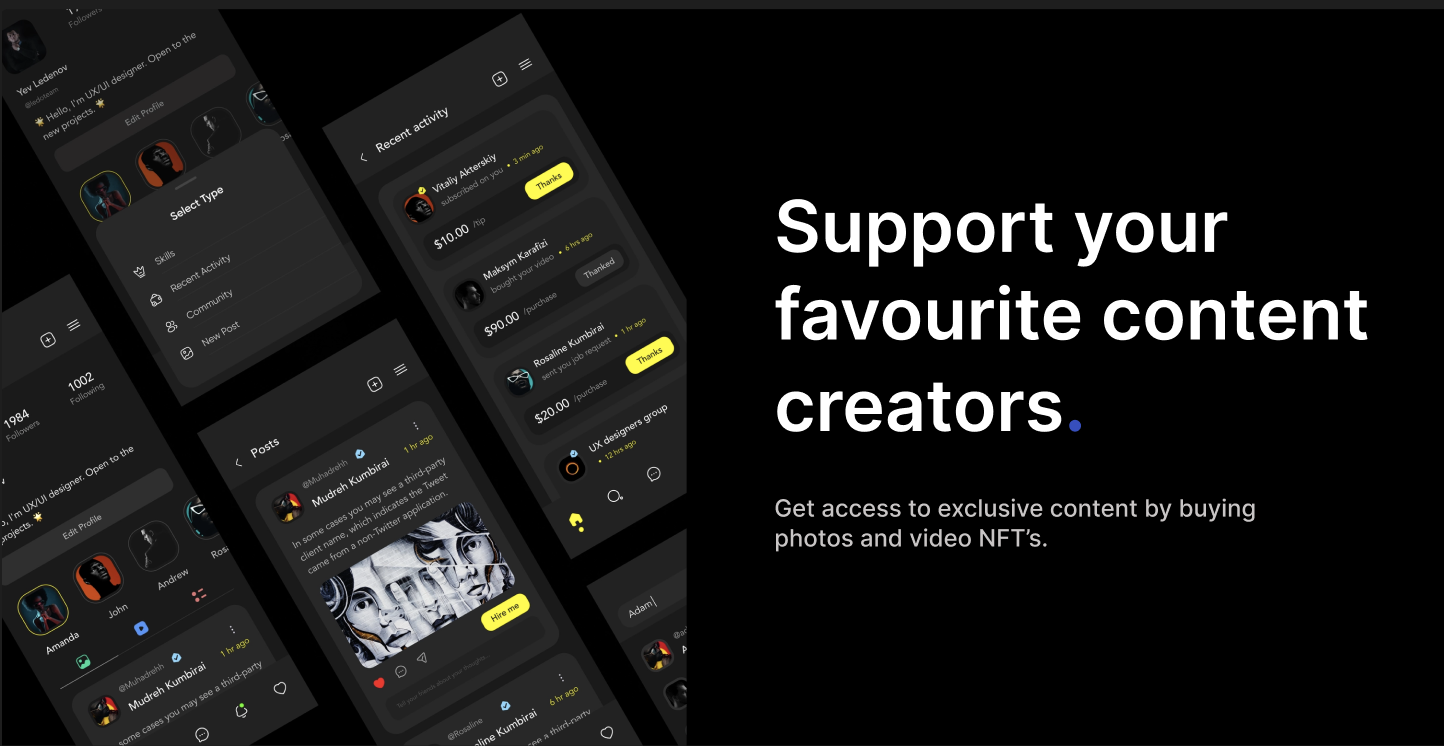 Followers
Yev Ledenov
@ledoteam
Hello, I'm UX/UI designer. Open to the
new projects.
Edit Profile
Select Type
Skills
Recent Activity
Community
New Post
Recent activity
Vitaliy Akterskiy • 3 min ago
subscribed on you
Thanks
$10.00 /tip
Maksym Karafizi • 6 hrs ago
bought your video
Thanked
$90.00 /purchase
Rosaline Kumbirai • 1 hr ago
sent you job request
Thanks
$20.00 /purchase
UX designers group
• 12 hrs ago
1984
Followers
1002
Following
I'm UX/UI designer. Open to the
projects.
Edit Profile
Amanda
John
Andrew
Ros
@Muhadrehh
Mudreh Kumbirai
1 hr ago
some cases you may see a third-party
Posts
@Muhadrehh
Mudreh Kumbirai
1 hr ago
In some cases you may see a third-party
client name, which indicates the Tweet
came from a non-Twitter application.
Hire me
Tell your friends about your thoughts...
@Rosaline
Kumbirai
6 hr ago
see a third-party
Adam|
Support your
favourite content
creators.
Get access to exclusive content by buying
photos and video NFT's.